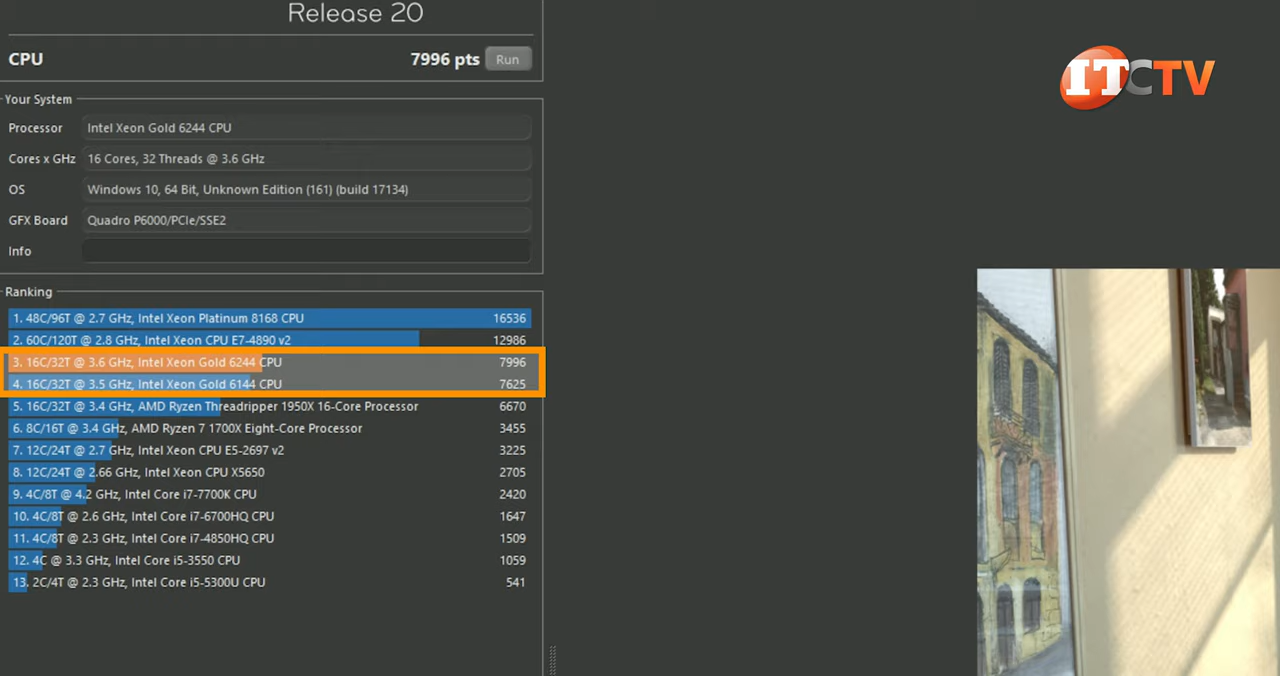 Release 20
CPU 7996 pts Run
ITCTV
Your System
Processor Intel Xeon Gold 6244 CPU
Cores x GHz 16 Cores, 32 Threads @ 3.6 GHz
OS Windows 10, 64 Bit, Unknown Edition (161) (build 17134)
GFX Board Quadro P6000/PCIe/SSE2
Info
Ranking
1. 48C/96T @ 2.7 GHz, Intel Xeon Platinum 8168 CPU 16536
2. 60C/120T @ 2.8 GHz, Intel Xeon CPU E7-4890 v2 12986
3. 16C/32T @ 3.6 GHz, Intel Xeon Gold 6244 CPU 7996
4. 16C/32T @ 3.5 GHz, Intel Xeon Gold 6144 CPU 7625
5. 16C/32T @ 3.4 GHz, AMD Ryzen Threadripper 1950X 16-Core Processor 6670
6. 8C/16T @ 3.4 GHz, AMD Ryzen 7 1700X Eight-Core Processor 3455
7. 12C/24T @ 2.7 GHz, Intel Xeon CPU E5-2697 v2 3225
8. 12C/24T @ 2.66 GHz, Intel Xeon CPU X5650 2705
9. 4C/8T @ 4.2 GHz, Intel Core i7-7700K CPU 2420
10. 4C/8T @ 2.6 GHz, Intel Core i7-6700HQ CPU 1647
11. 4C/8T @ 2.3 GHz, Intel Core i7-4850HQ CPU 1509
12. 4C @ 3.3 GHz, Intel Core i5-3550 CPU 1059
13. 2C/4T @ 2.3 GHz, Intel Core i5-5300U CPU 541